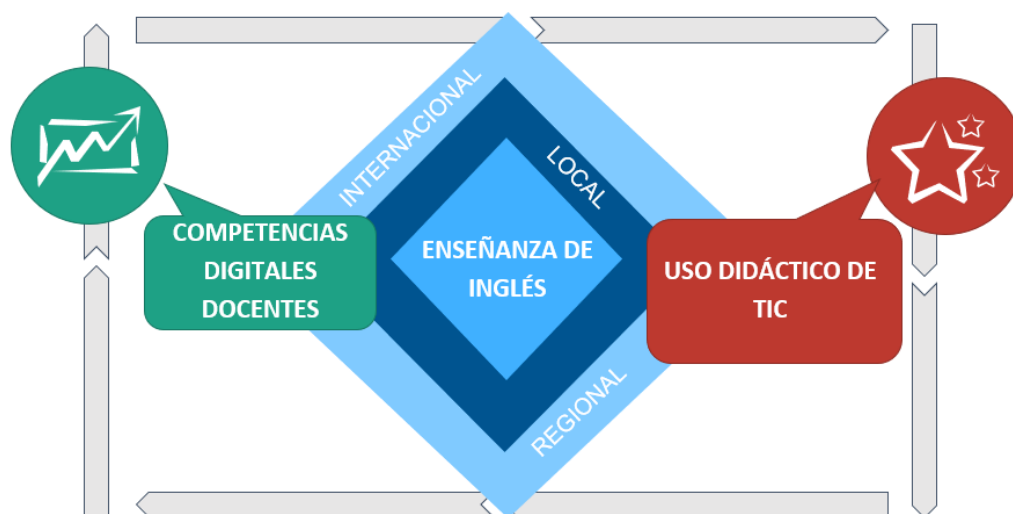 INTERNACIONAL
LOCAL
COMPETENCIAS
DIGITALES
DOCENTES
ENSEÑANZA DE
INGLÉS
USO DIDÁCTICO DE
TIC
REGIONAL